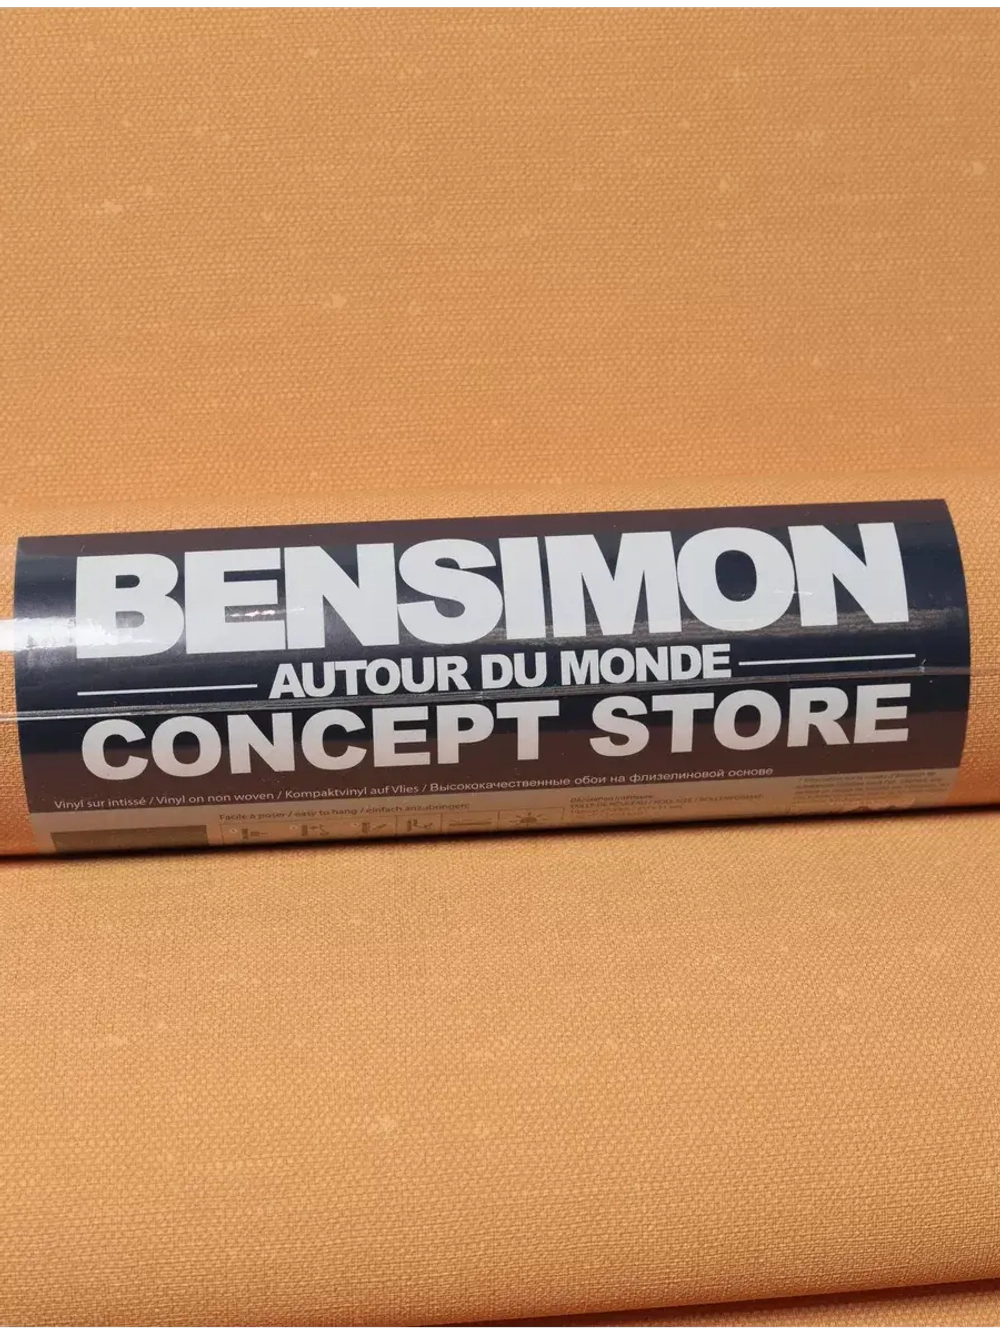 BENSIMON
AUTOUR DU MONDE
CONCEPT STORE
Vinyl sur intissé / Vinyl on non woven / Kompaktvinyl auf Vlies / Высококачественные обои на флизелиновой основе
Facile à poser / easy to hang / einfach anzubringen